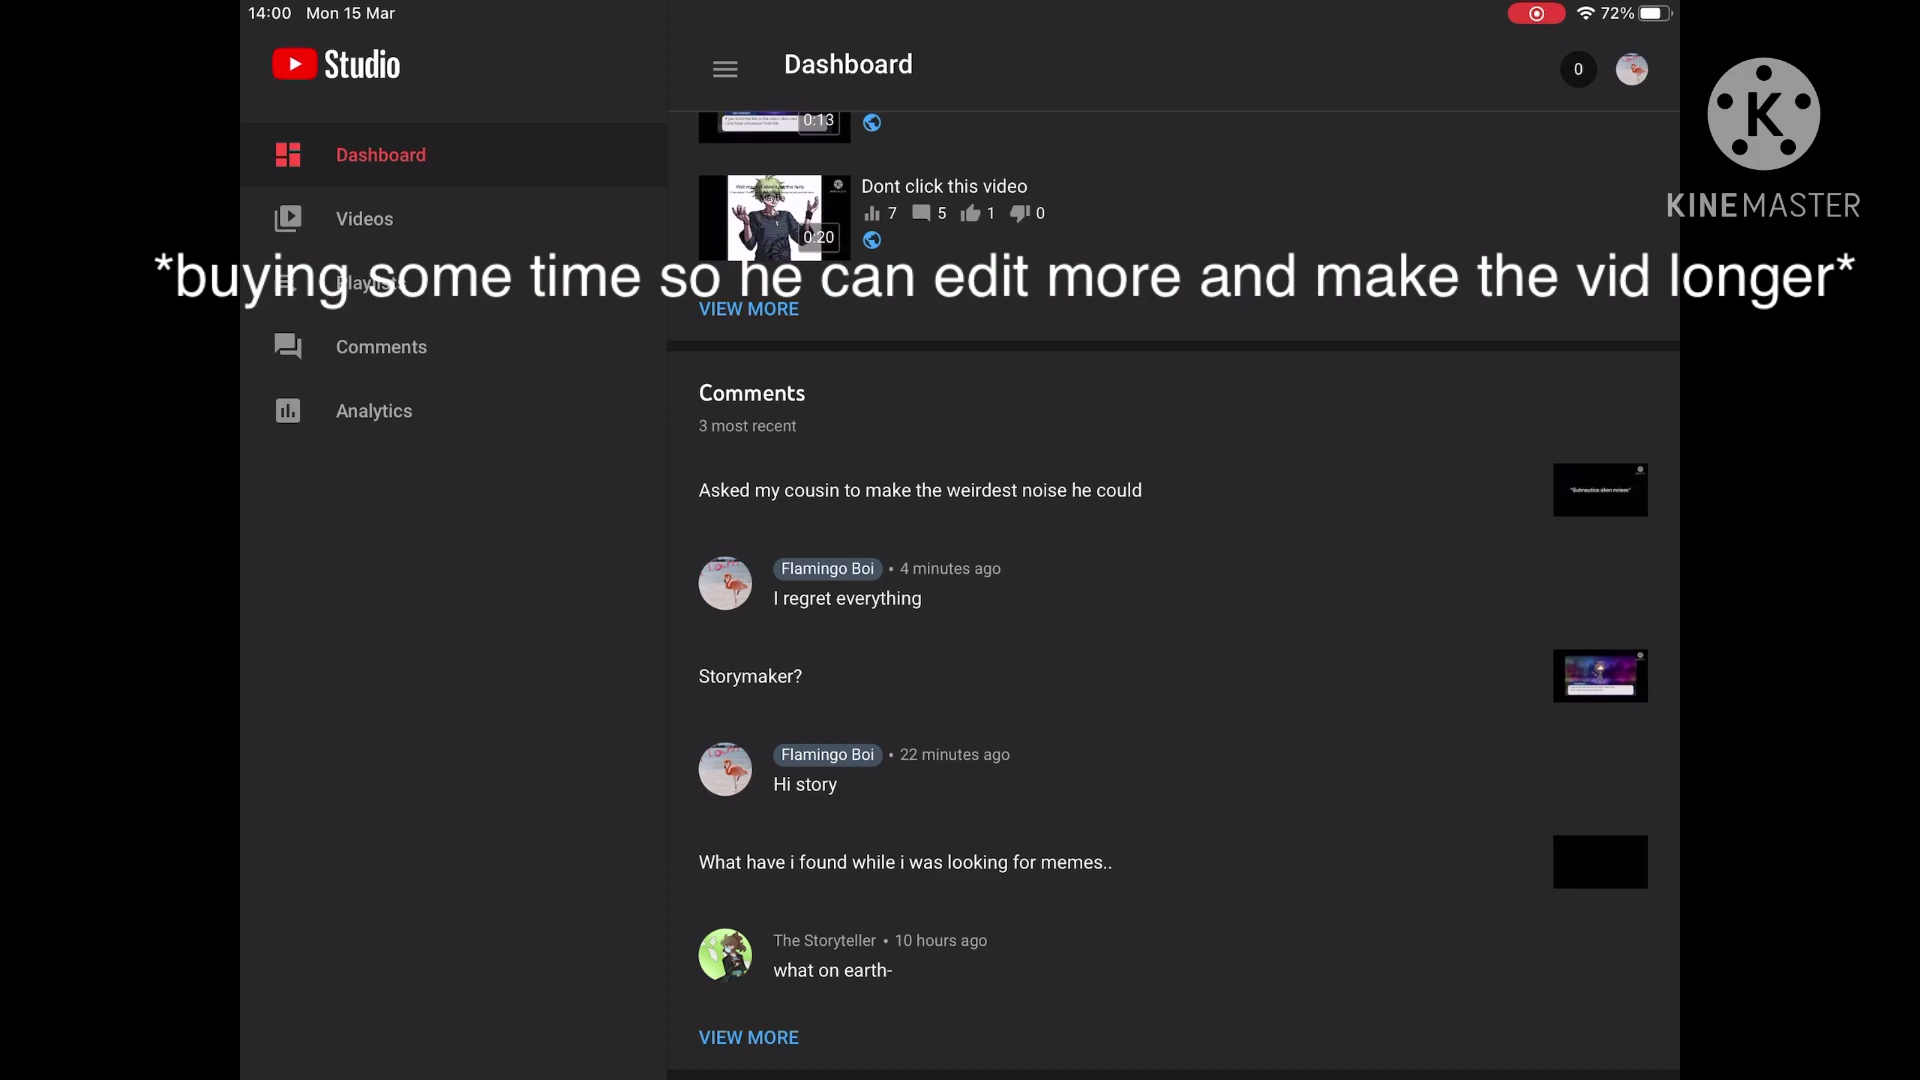 14:00 Mon 15 Mar
72%
Studio
Dashboard
0
KINEMASTER
Dashboard
Videos
Playlists
Comments
Analytics
0:13
Dont click this video
7 5 1 0
0:20
*buying some time so he can edit more and make the vid longer*
VIEW MORE
Comments
3 most recent
Asked my cousin to make the weirdest noise he could
*Subnautica alien noises*
Flamingo Boi • 4 minutes ago
I regret everything
Storymaker?
Flamingo Boi • 22 minutes ago
Hi story
What have i found while i was looking for memes..
The Storyteller • 10 hours ago
what on earth-
VIEW MORE